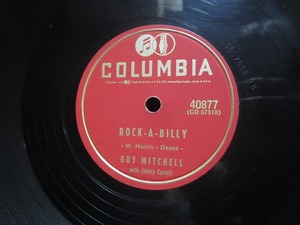 COLUMBIA
40877
(CO 57518)
ROCK-A-BILLY
- W. Harris - Deane -
GUY MITCHELL
with Jimmy Carroll